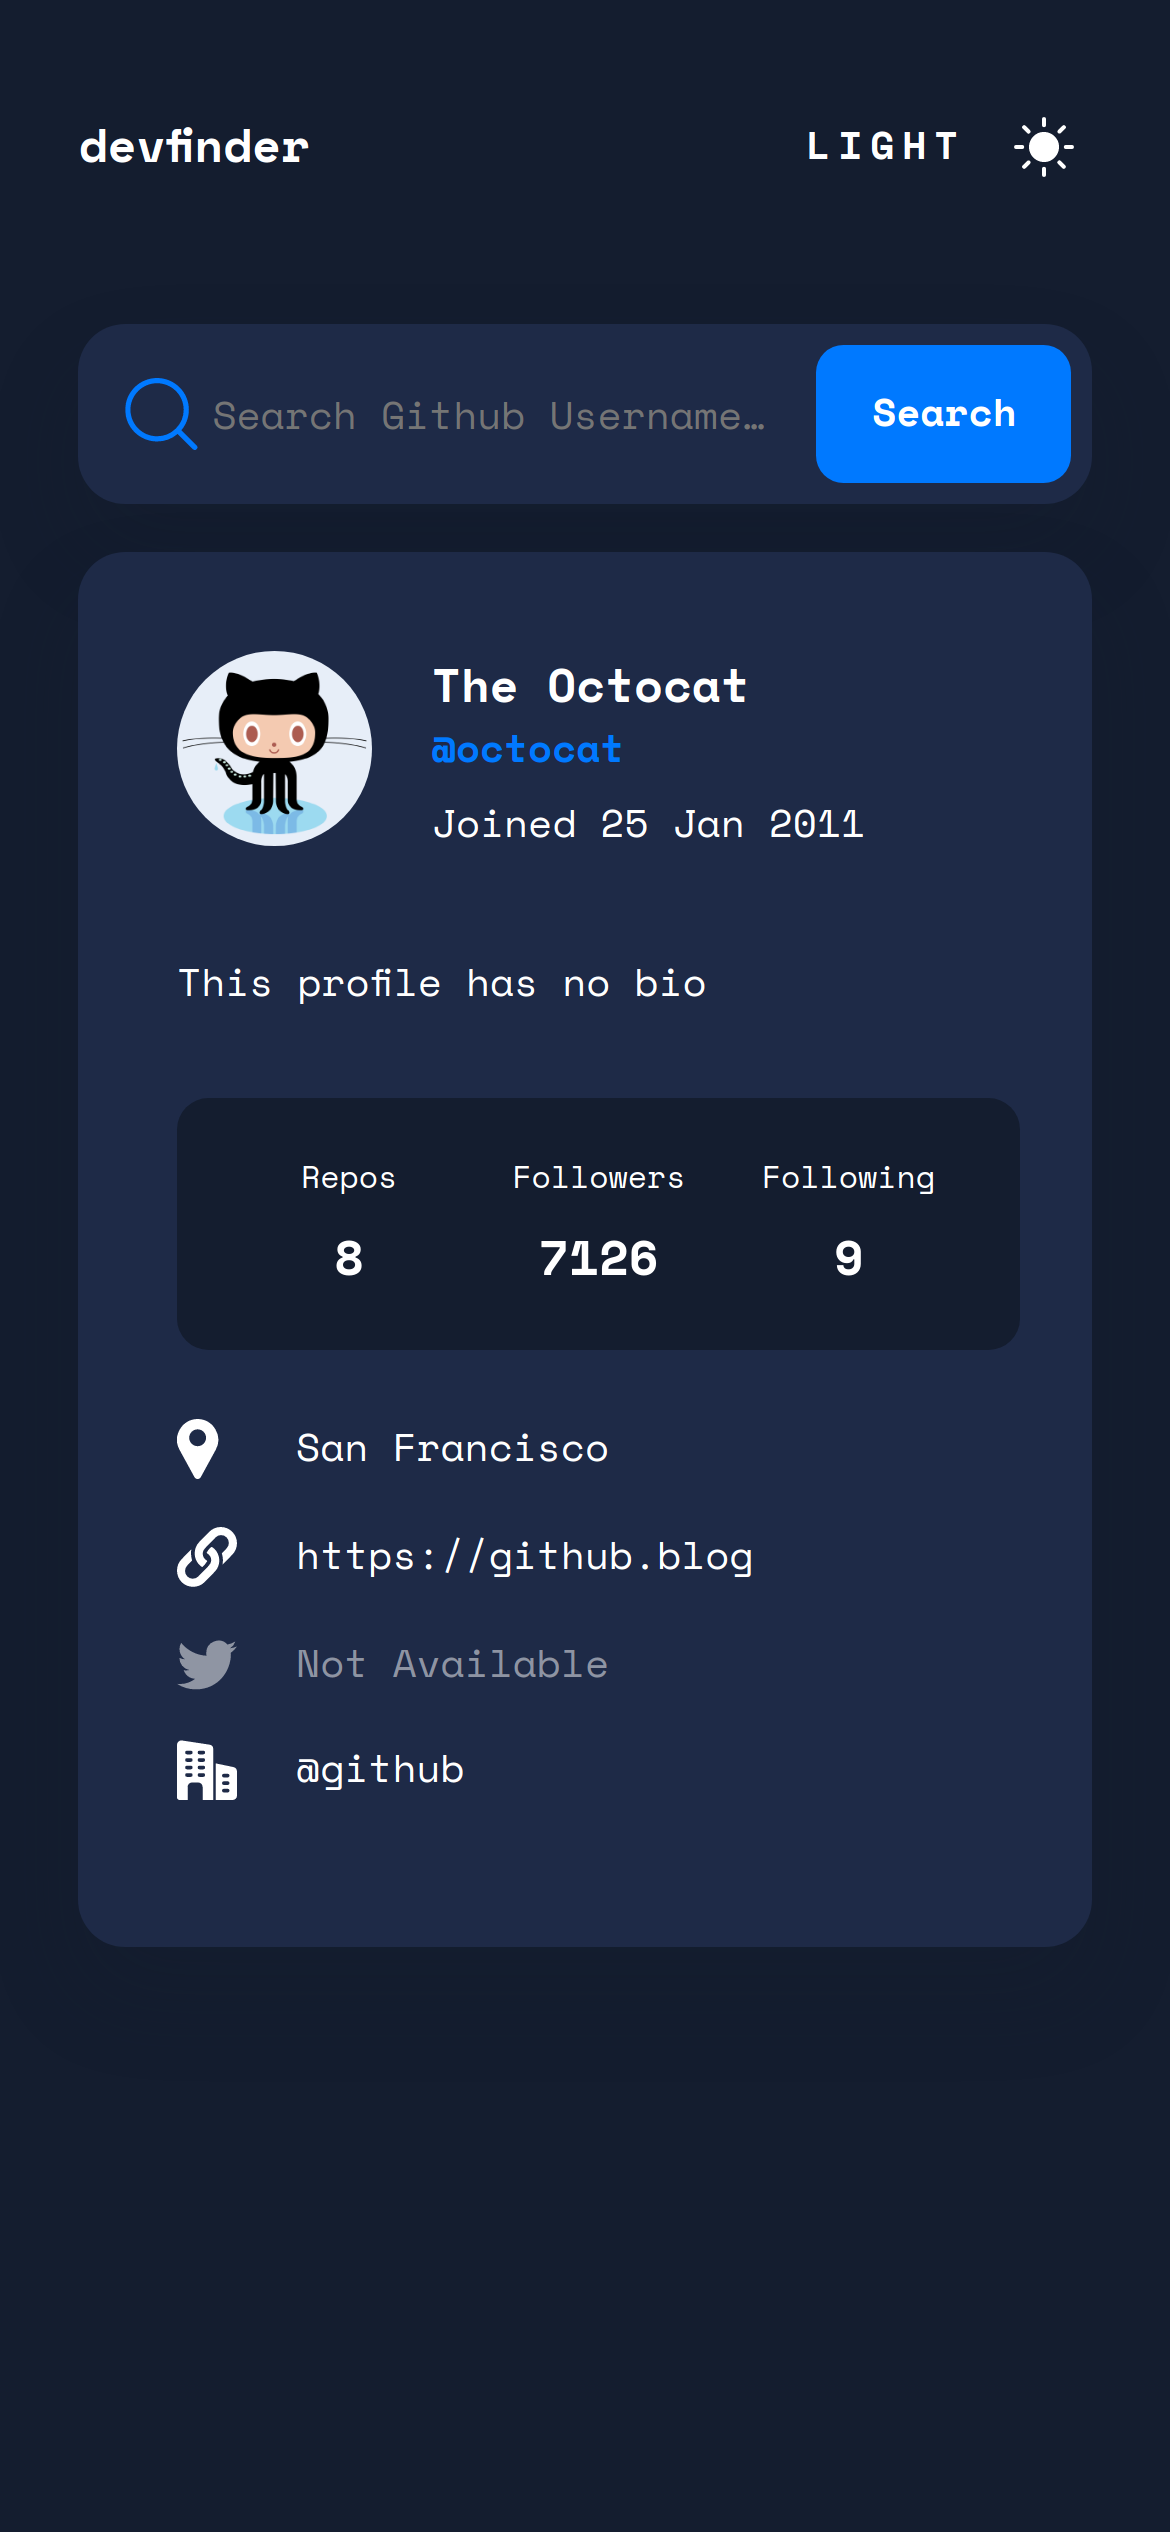 devfinder
LIGHT
Search Github Username…
Search
The Octocat
@octocat
Joined 25 Jan 2011
This profile has no bio
Repos Followers Following
8 7126 9
San Francisco
https://github.blog
Not Available
@github